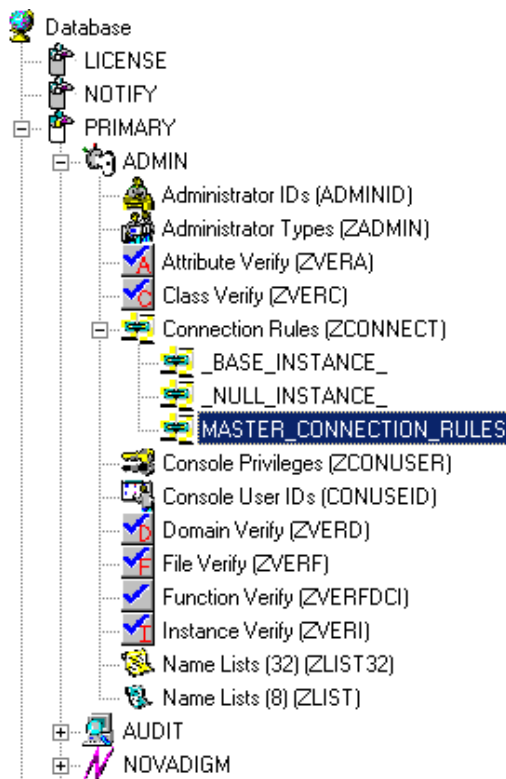 Database
LICENSE
NOTIFY
PRIMARY
ADMIN
Administrator IDs (ADMINID)
Administrator Types (ZADMIN)
Attribute Verify (ZVERA)
Class Verify (ZVERC)
Connection Rules (ZCONNECT)
_BASE_INSTANCE_
_NULL_INSTANCE_
MASTER_CONNECTION_RULES
Console Privileges (ZCONUSER)
Console User IDs (CONUSEID)
Domain Verify (ZVERD)
File Verify (ZVERF)
Function Verify (ZVERFDCI)
Instance Verify (ZVERI)
Name Lists (32) (ZLIST32)
Name Lists (8) (ZLIST)
AUDIT
NOVADIGM